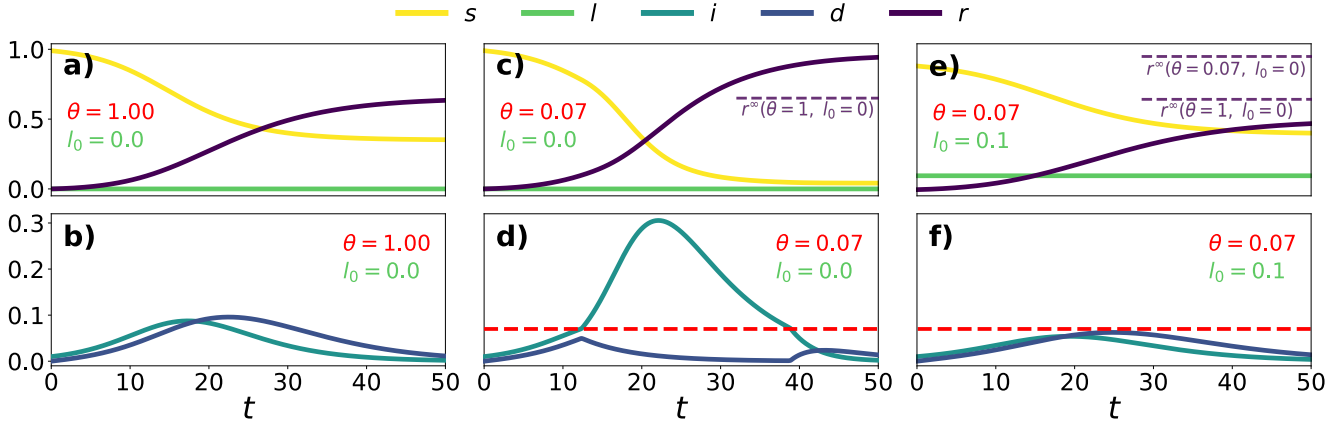 s l i d r
a)
θ = 1.00
l₀ = 0.0
1.0
0.5
0.0
c)
θ = 0.07
l₀ = 0.0
r^∞(θ = 1, l₀ = 0)
e)
θ = 0.07
l₀ = 0.1
r^∞(θ = 0.07, l₀ = 0)
r^∞(θ = 1, l₀ = 0)
b)
θ = 1.00
l₀ = 0.0
0.3
0.2
0.1
0.0
0 10 20 30 40 50
t
d)
θ = 0.07
l₀ = 0.0
0 10 20 30 40 50
t
f)
θ = 0.07
l₀ = 0.1
0 10 20 30 40 50
t